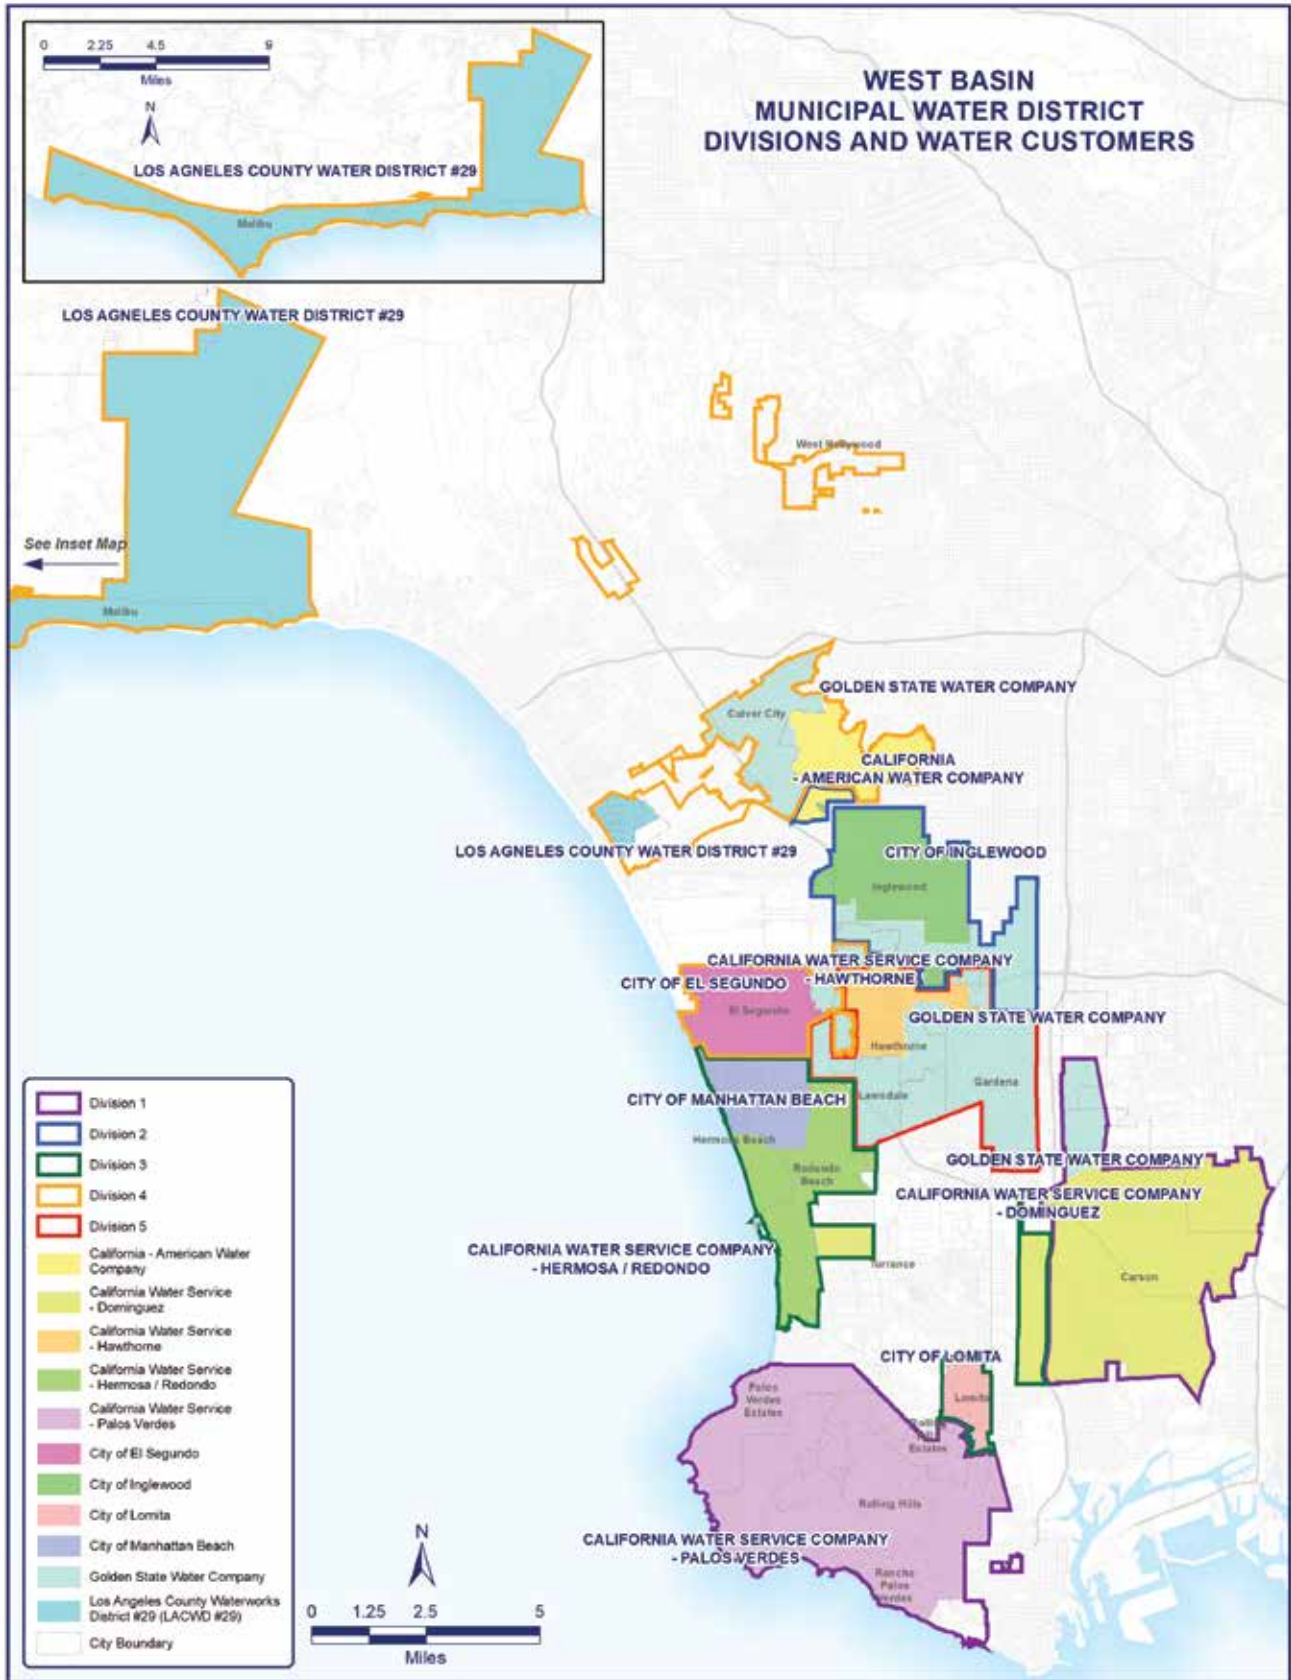 0 2.25 4.5 9
Miles
N
LOS AGNELES COUNTY WATER DISTRICT #29
Malibu
WEST BASIN
MUNICIPAL WATER DISTRICT
DIVISIONS AND WATER CUSTOMERS
LOS AGNELES COUNTY WATER DISTRICT #29
West Hollywood
See Inset Map
Malibu
GOLDEN STATE WATER COMPANY
Culver City
CALIFORNIA
- AMERICAN WATER COMPANY
LOS AGNELES COUNTY WATER DISTRICT #29
CITY OF INGLEWOOD
Inglewood
CALIFORNIA WATER SERVICE COMPANY
- HAWTHORNE
CITY OF EL SEGUNDO
El Segundo
GOLDEN STATE WATER COMPANY
Hawthorne
Gardena
Lawndale
CITY OF MANHATTAN BEACH
Hermosa Beach
Redondo
Beach
GOLDEN STATE WATER COMPANY
CALIFORNIA WATER SERVICE COMPANY
- DOMINGUEZ
CALIFORNIA WATER SERVICE COMPANY
- HERMOSA / REDONDO
Torrance
Carson
CITY OF LOMITA
Lomita
Palos
Verdes
Estates
Rolling
Hills
Estates
Rolling Hills
CALIFORNIA WATER SERVICE COMPANY
- PALOS VERDES
Rancho
Palos
Verdes
Division 1
Division 2
Division 3
Division 4
Division 5
California - American Water
Company
California Water Service
- Dominguez
California Water Service
- Hawthorne
California Water Service
- Hermosa / Redondo
California Water Service
- Palos Verdes
City of El Segundo
City of Inglewood
City of Lomita
City of Manhattan Beach
Golden State Water Company
Los Angeles County Waterworks
District #29 (LACWD #29)
City Boundary
N
0 1.25 2.5 5
Miles